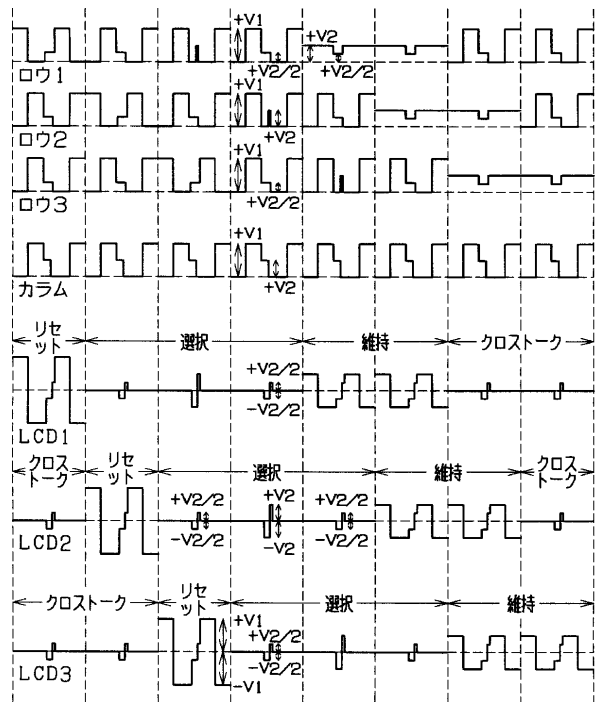 +V1
+V2
+V2/2
+V2/2
ロウ1
+V1
+V2
ロウ2
+V1
+V2/2
ロウ3
+V1
+V2
カラム
リセット
選択
維持
クロストーク
+V2/2
-V2/2
LCD1
クロストーク
リセット
選択
維持
クロストーク
+V2/2
+V2
+V2/2
-V2/2
-V2
-V2/2
LCD2
クロストーク
リセット
選択
維持
+V1
+V2/2
-V2/2
-V1
LCD3